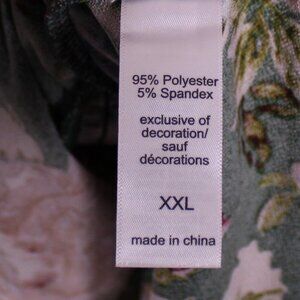 95% Polyester
5% Spandex
exclusive of
decoration/
sauf
décorations
XXL
made in china